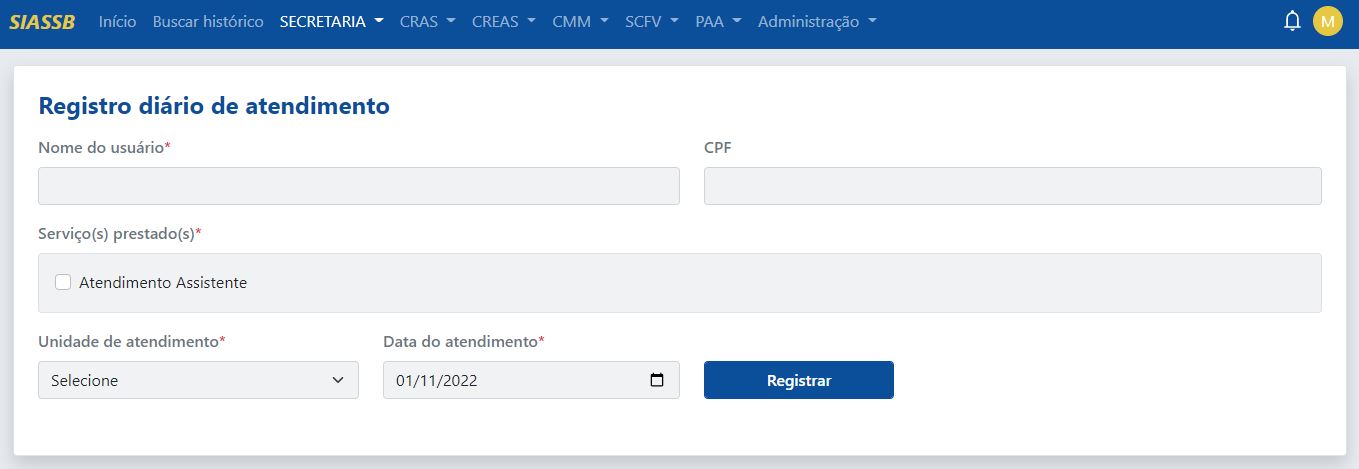 SIASSB Início Buscar histórico SECRETARIA CRAS CREAS CMM SCFV PAA Administração M
Registro diário de atendimento
Nome do usuário* CPF
Serviço(s) prestado(s)*
Atendimento Assistente
Unidade de atendimento* Data do atendimento*
Selecione 01/11/2022 Registrar